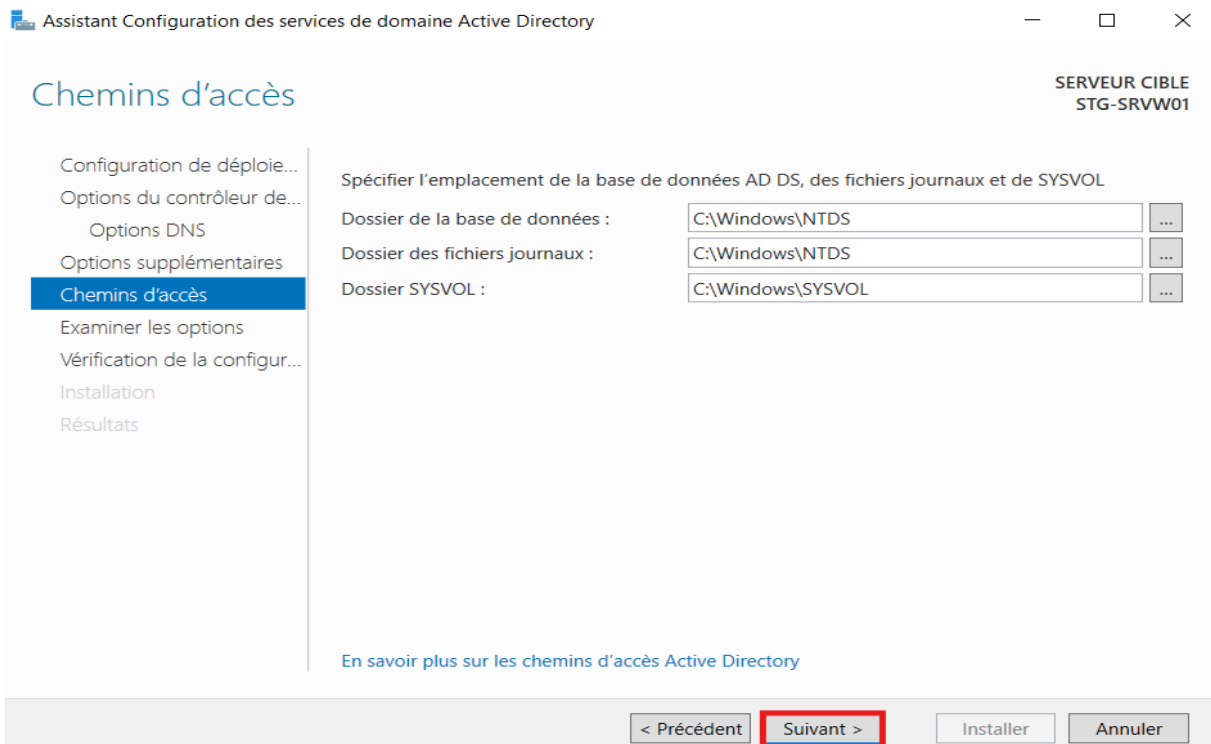 Assistant Configuration des services de domaine Active Directory
Chemins d'accès
SERVEUR CIBLE
STG-SRVW01
Configuration de déploie...
Options du contrôleur de...
Options DNS
Options supplémentaires
Chemins d'accès
Examiner les options
Vérification de la configur...
Installation
Résultats
Spécifier l'emplacement de la base de données AD DS, des fichiers journaux et de SYSVOL
Dossier de la base de données : C:\Windows\NTDS ...
Dossier des fichiers journaux : C:\Windows\NTDS ...
Dossier SYSVOL : C:\Windows\SYSVOL ...
En savoir plus sur les chemins d'accès Active Directory
< Précédent Suivant > Installer Annuler